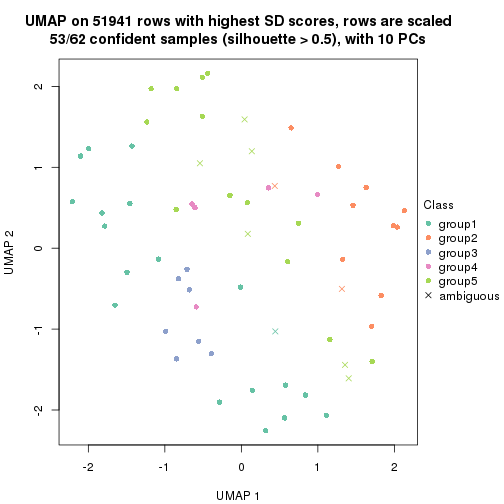 UMAP on 51941 rows with highest SD scores, rows are scaled
53/62 confident samples (silhouette > 0.5), with 10 PCs
UMAP 2
2
1
0
-1
-2
-2
-1
0
1
2
UMAP 1
Class
group1
group2
group3
group4
group5
ambiguous